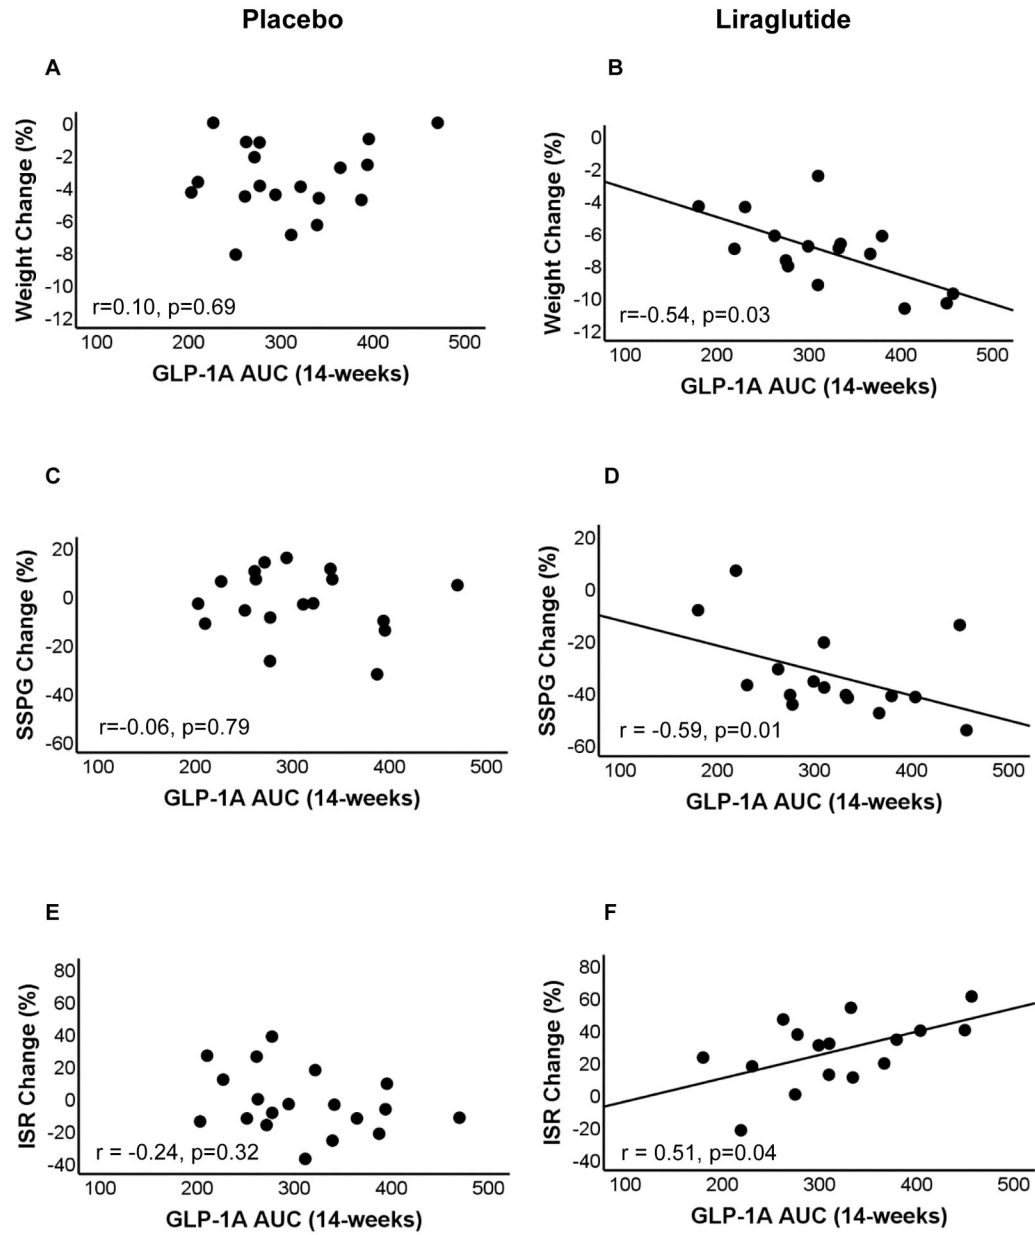 Placebo
Liraglutide
A
Weight Change (%)
0
-2
-4
-6
-8
-10
-12
r=0.10, p=0.69
100 200 300 400 500
GLP-1A AUC (14-weeks)
B
Weight Change (%)
0
-2
-4
-6
-8
-10
-12
r=-0.54, p=0.03
100 200 300 400 500
GLP-1A AUC (14-weeks)
C
SSPG Change (%)
20
0
-20
-40
-60
r=-0.06, p=0.79
100 200 300 400 500
GLP-1A AUC (14-weeks)
D
SSPG Change (%)
20
0
-20
-40
-60
r = -0.59, p=0.01
100 200 300 400 500
GLP-1A AUC (14-weeks)
E
ISR Change (%)
80
60
40
20
0
-20
-40
r = -0.24, p=0.32
100 200 300 400 500
GLP-1A AUC (14-weeks)
F
ISR Change (%)
80
60
40
20
0
-20
-40
r = 0.51, p=0.04
100 200 300 400 500
GLP-1A AUC (14-weeks)